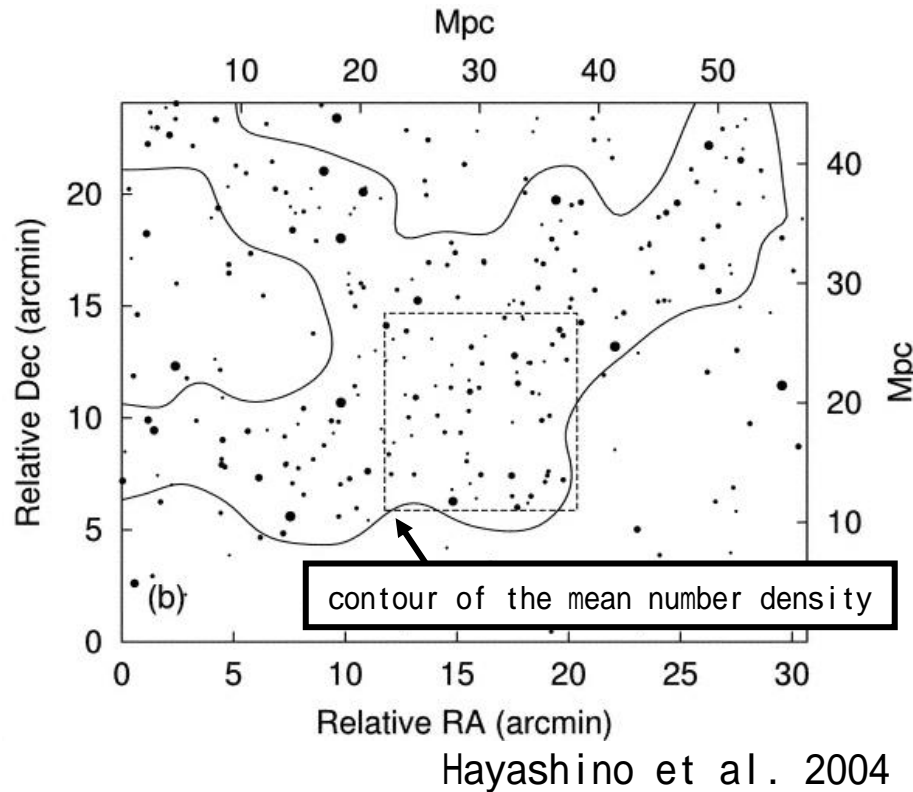 Mpc
10 20 30 40 50
20
15
10
5
0
Relative Dec (arcmin)
40
30
20
10
Mpc
(b)
contour of the mean number density
0 5 10 15 20 25 30
Relative RA (arcmin)
Hayashino et al. 2004